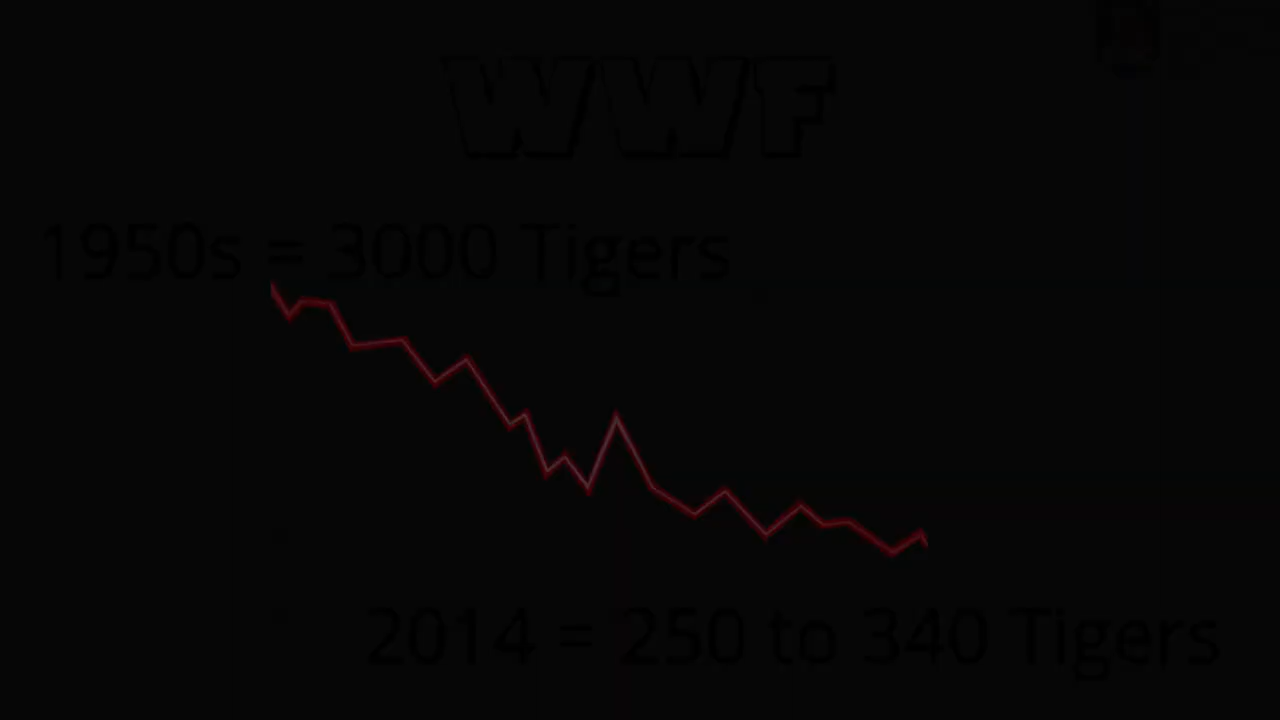 WWF
1950s = 3000 Tigers
2014 = 250 to 340 Tigers